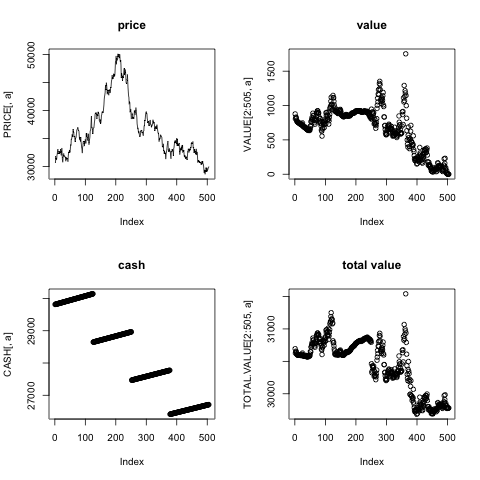 price
value
PRICE[, a]
30000
40000
50000
VALUE[2:505, a]
0
500
1000
1500
0 100 200 300 400 500
0 100 200 300 400 500
Index
Index
cash
total value
CASH[, a]
27000
29000
TOTAL.VALUE[2:505, a]
30000
31000
0 100 200 300 400 500
0 100 200 300 400 500
Index
Index